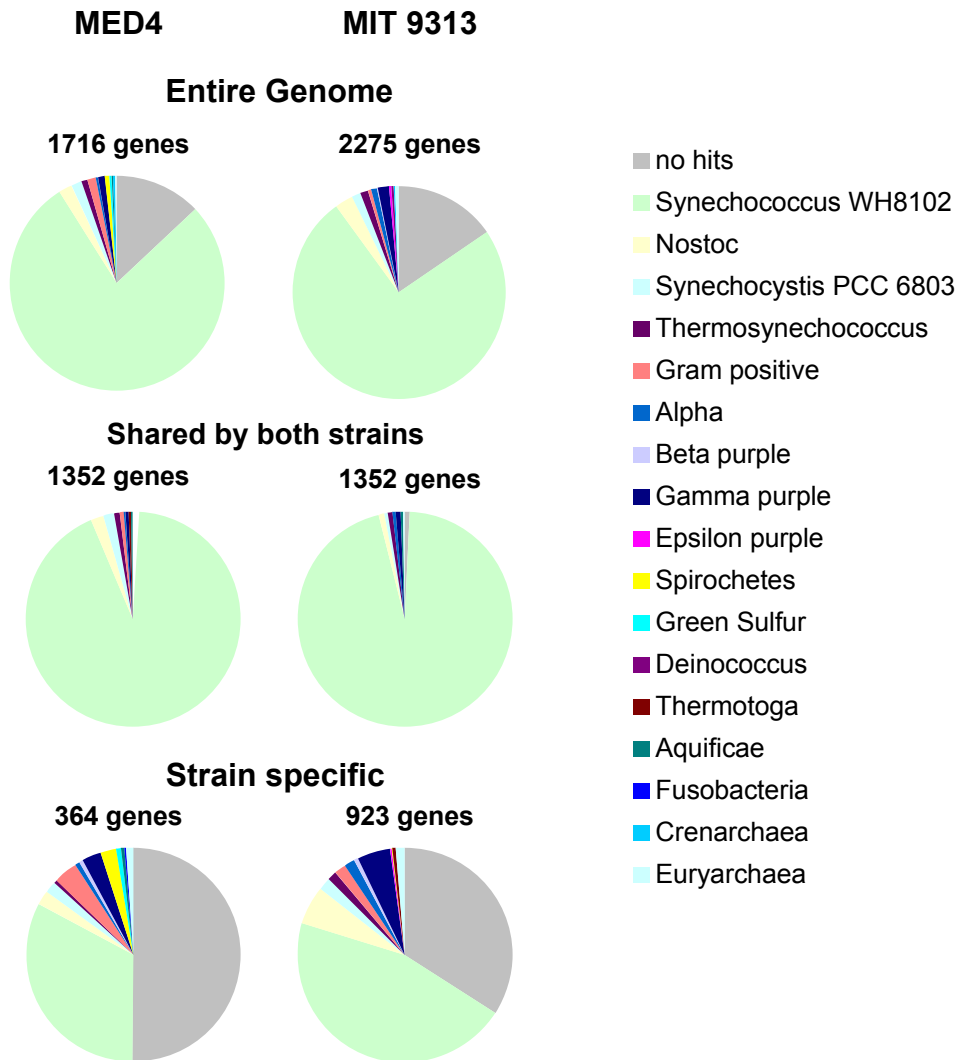 MED4 MIT 9313
Entire Genome
1716 genes 2275 genes
Shared by both strains
1352 genes 1352 genes
Strain specific
364 genes 923 genes
no hits
Synechococcus WH8102
Nostoc
Synechocystis PCC 6803
Thermosynechococcus
Gram positive
Alpha
Beta purple
Gamma purple
Epsilon purple
Spirochetes
Green Sulfur
Deinococcus
Thermotoga
Aquificae
Fusobacteria
Crenarchaea
Euryarchaea